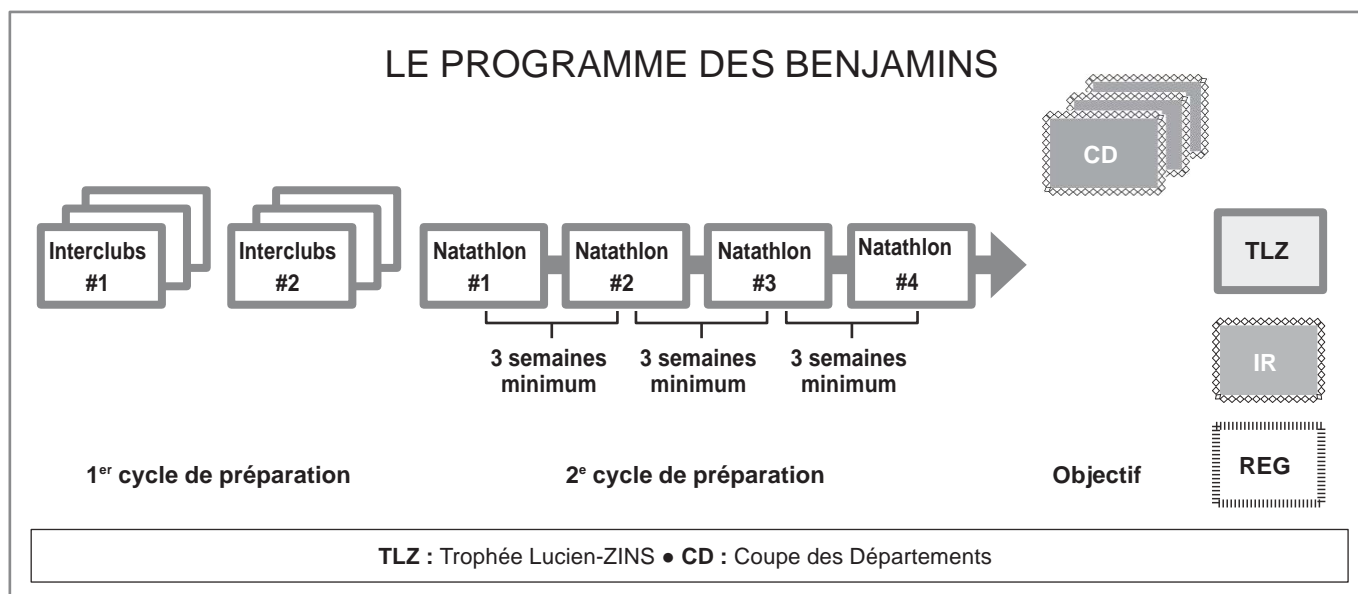 LE PROGRAMME DES BENJAMINS
CD
Interclubs
#1
Interclubs
#2
Natathlon
#1
Natathlon
#2
Natathlon
#3
Natathlon
#4
TLZ
3 semaines
minimum
3 semaines
minimum
3 semaines
minimum
IR
1er cycle de préparation
2e cycle de préparation
Objectif
REG
TLZ : Trophée Lucien-ZINS ● CD : Coupe des Départements